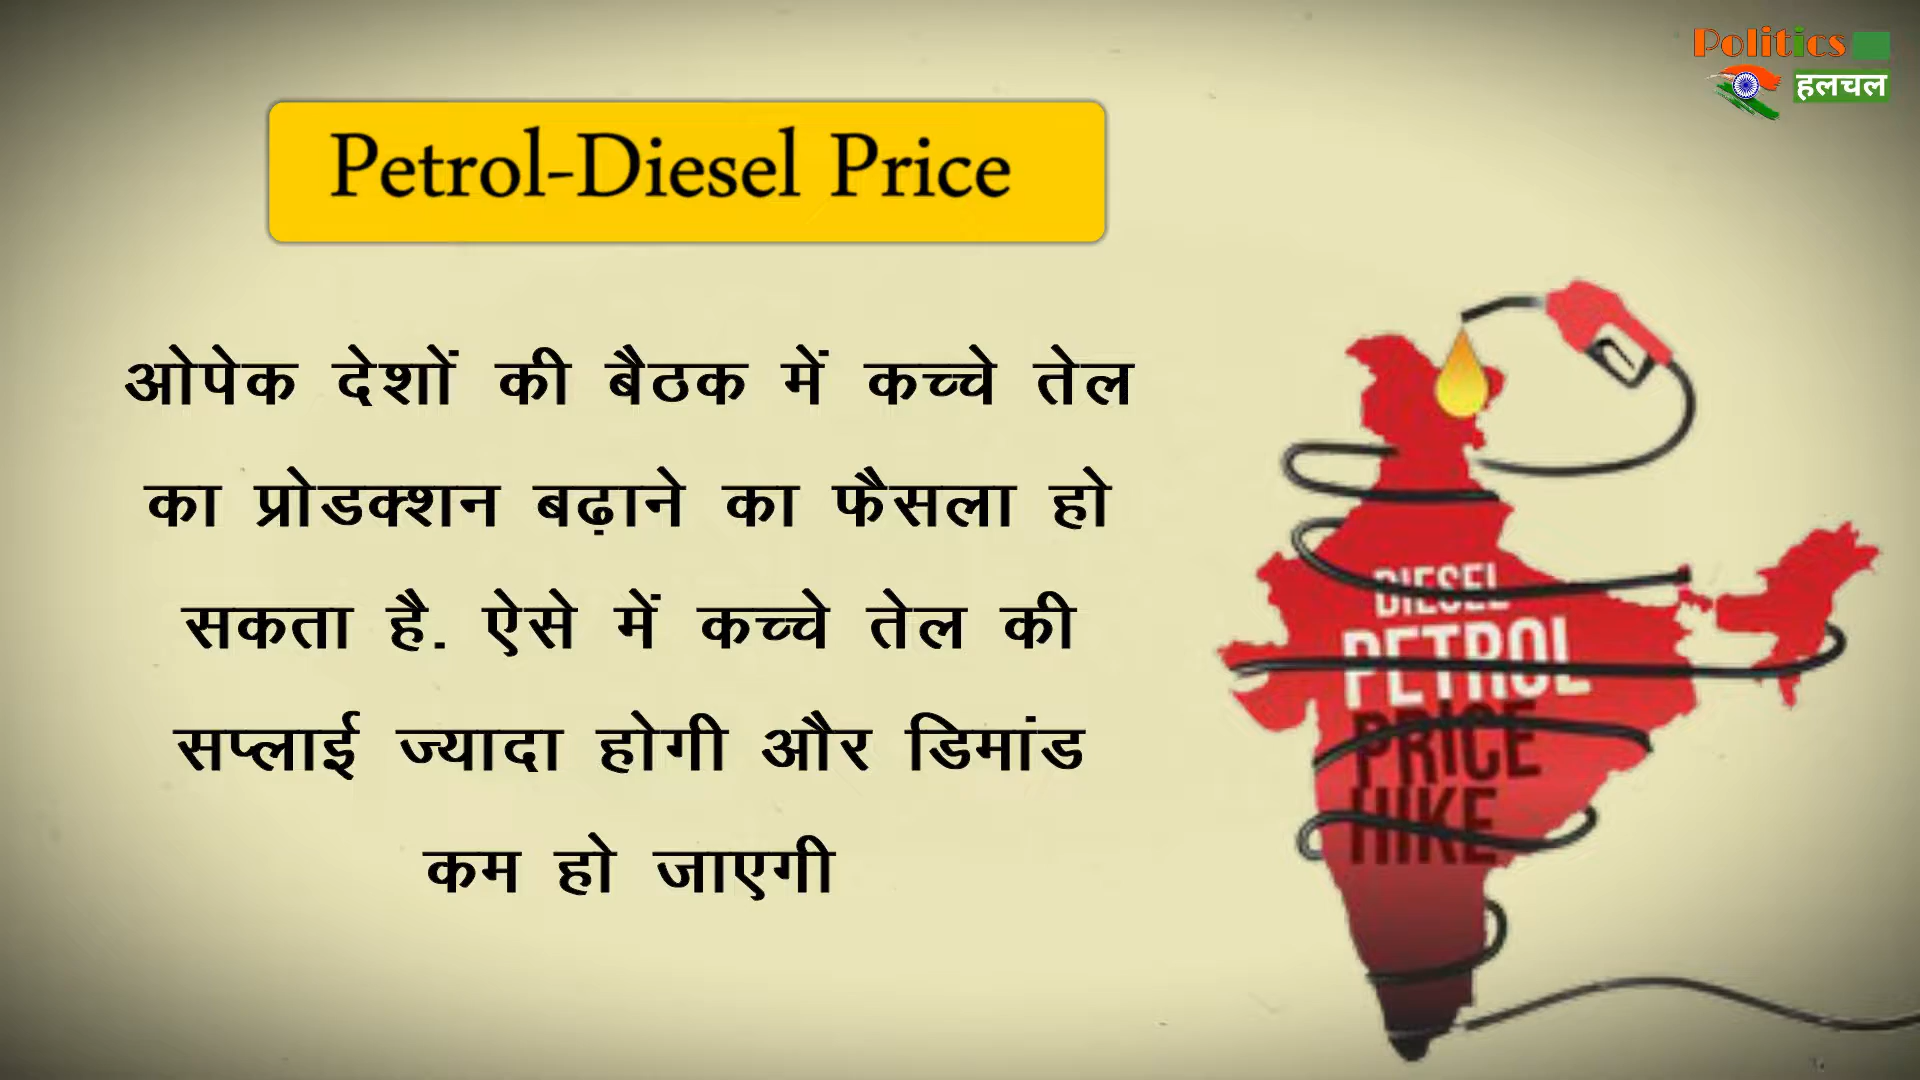 Politics
हलचल
Petrol-Diesel Price
ओपेक देशों की बैठक में कच्चे तेल
का प्रोडक्शन बढ़ाने का फैसला हो
सकता है. ऐसे में कच्चे तेल की
सप्लाई ज्यादा होगी और डिमांड
कम हो जाएगी
DIESEL
PETROL
PRICE
HIKE